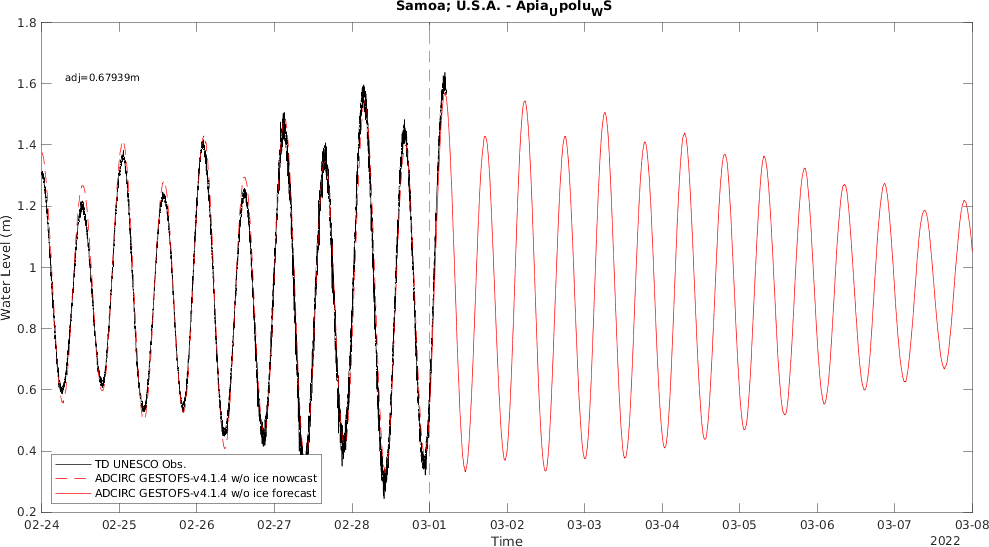 Samoa; U.S.A. - ApiaUpoluWS
1.8
1.6
1.4
1.2
1
0.8
0.6
0.4
0.2
Water Level (m)
adj=0.67939m
TD UNESCO Obs.
ADCIRC GESTOFS-v4.1.4 w/o ice nowcast
ADCIRC GESTOFS-v4.1.4 w/o ice forecast
02-24 02-25 02-26 02-27 02-28 03-01 03-02 03-03 03-04 03-05 03-06 03-07 03-08
Time
2022